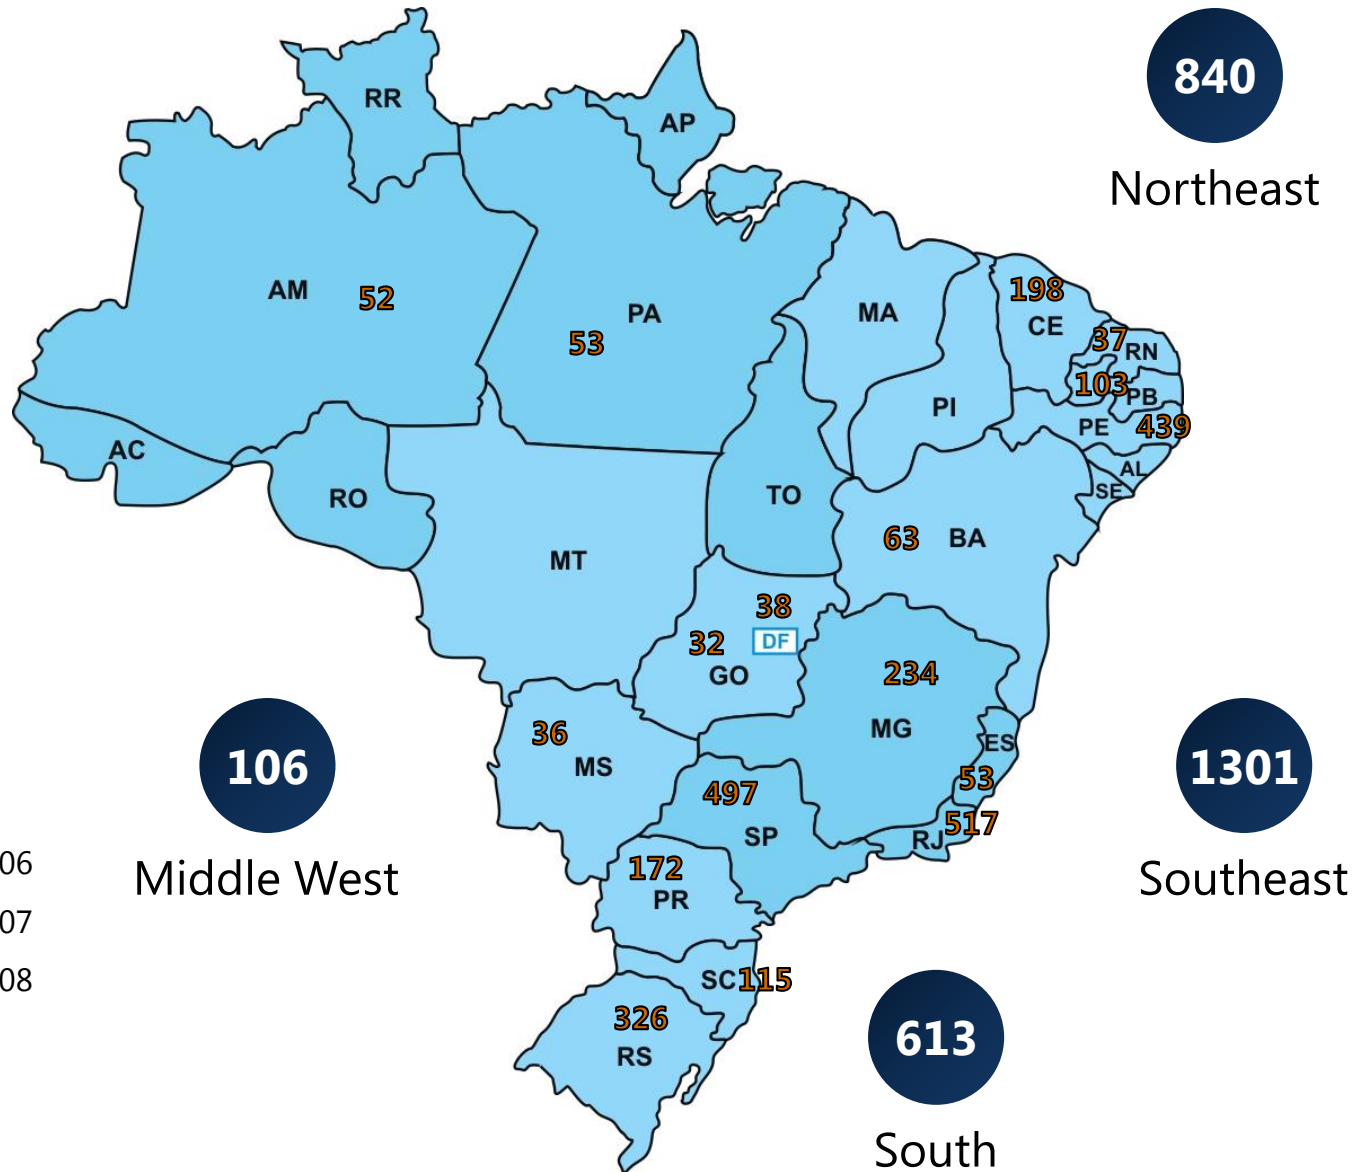 840
Northeast
RR
AP
AM
52
PA
53
MA
198
CE
37
RN
103
PB
PI
PE
439
AL
SE
AC
RO
TO
MT
63
BA
38
DF
32
GO
234
MG
36
MS
ES
53
497
SP
517
RJ
106
Middle West
1301
Southeast
06
07
08
172
PR
SC
115
326
RS
613
South